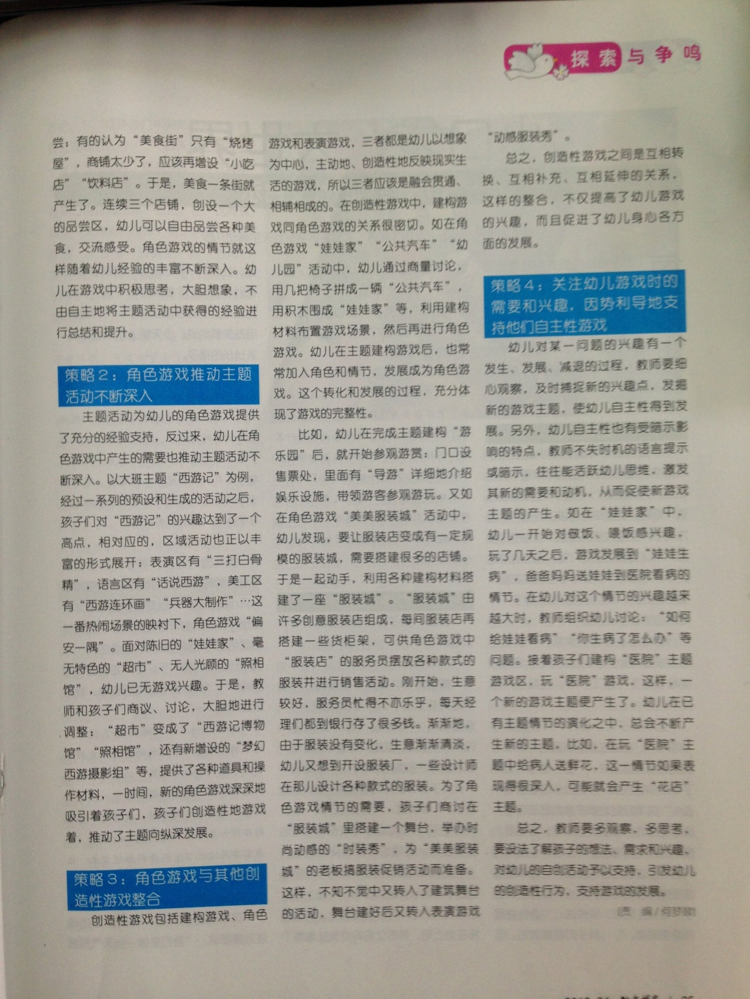 探索与争鸣
尝；有的认为“美食街”只有“烧烤
屋”，商铺太少了，应该再增设“小吃
店”“饮料店”。于是，美食一条街就
产生了。连续三个店铺，创设一个大
的品尝区，幼儿可以自由品尝各种美
食，交流感受。角色游戏的情节就这
样随着幼儿经验的丰富不断深入。幼
儿在游戏中积极思考，大胆想象，不
由自主地将主题活动中获得的经验进
行总结和提升。
策略2：角色游戏推动主题
活动不断深入
主题活动为幼儿的角色游戏提供
了充分的经验支持，反过来，幼儿在角
色游戏中产生的需要也推动主题活动不
断深入。以大班主题“西游记”为例，
经过一系列的预设和生成的活动之后，
孩子们对“西游记”的兴趣达到了一个
高点，相对应的，区域活动也正以丰
富的形式展开：表演区有“三打白骨
精”，语言区有“话说西游”，美工区
有“西游连环画”“兵器大制作”…这
一番热闹场景的映衬下，角色游戏“偏
安一隅”。面对陈旧的“娃娃家”、毫
无特色的“超市”、无人光顾的“照相
馆”，幼儿已无游戏兴趣。于是，教
师和孩子们商议、讨论，大胆地进行
调整：“超市”变成了“西游记博物
馆”“照相馆”，还有新增设的“梦幻
西游摄影组”等，提供了各种道具和操
作材料，一时间，新的角色游戏深深地
吸引着孩子们，孩子们创造性地游戏
着，推动了主题向纵深发展。
策略3：角色游戏与其他创
造性游戏整合
创造性游戏包括建构游戏、角色
游戏和表演游戏，三者都是幼儿以想象
为中心，主动地、创造性地反映现实生
活的游戏，所以三者应该是融会贯通、
相辅相成的。在创造性游戏中，建构游
戏同角色游戏的关系很密切。如在角
色游戏“娃娃家”“公共汽车”“幼
儿园”活动中，幼儿通过商量讨论，
用几把椅子拼成一辆“公共汽车”，
用积木围成“娃娃家”等，利用建构
材料布置游戏场景，然后再进行角色
游戏。幼儿在主题建构游戏后，也常
常加入角色和情节，发展成为角色游
戏。这个转化和发展的过程，充分体
现了游戏的完整性。
比如，幼儿在完成主题建构“游
乐园”后，就开始参观游赏：门口设
售票处，里面有“导游”详细地介绍
娱乐设施，带领游客参观游玩。又如
在角色游戏“美美服装城”活动中，
幼儿发现，要让服装店变成有一定规
模的服装城，需要搭建很多的店铺。
于是一起动手，利用各种建构材料搭
建了一座“服装城”。“服装城”由
许多创意服装店组成，每间服装店再
搭建一些货柜架，可供角色游戏中
“服装店”的服务员摆放各种款式的
服装并进行销售活动。刚开始，生意
较好，服务员忙得不亦乐乎，每天经
理们都到银行存了很多钱。渐渐地，
由于服装没有变化，生意渐渐清淡，
幼儿又想到开设服装厂，一些设计师
在那儿设计各种款式的服装。为了角
色游戏情节的需要，孩子们商讨在
“服装城”里搭建一个舞台，举办时
尚动感的“时装秀”，为“美美服装
城”的老板搞服装促销活动而准备。
这样，不知不觉中又转入了建筑舞台
的活动，舞台建好后又转入表演游戏
“动感服装秀”。
总之，创造性游戏之间是互相转
换、互相补充、互相延伸的关系，
这样的整合，不仅提高了幼儿游戏
的兴趣，而且促进了幼儿身心各方
面的发展。
策略4：关注幼儿游戏时的
需要和兴趣，因势利导地支
持他们自主性游戏
幼儿对某一问题的兴趣有一个
发生、发展、减退的过程，教师要细
心观察，及时捕捉新的兴趣点，发掘
新的游戏主题，使幼儿自主性得到发
展。另外，幼儿自主性也有受暗示影
响的特点，教师不失时机的语言提示
或暗示，往往能活跃幼儿思维，激发
其新的需要和动机，从而促使新游戏
主题的产生。如在“娃娃家”中，
幼儿一开始对做饭、喂饭感兴趣，
玩了几天之后，游戏发展到“娃娃生
病”，爸爸妈妈送娃娃到医院看病的
情节。在幼儿对这个情节的兴趣越来
越大时，教师组织幼儿讨论：“如何
给娃娃看病”“你生病了怎么办”等
问题。接着孩子们建构“医院”主题
游戏区，玩“医院”游戏，这样，一
个新的游戏主题便产生了。幼儿在已
有主题情节的演化之中，总会不断产
生新的主题，比如，在玩“医院”主
题中给病人送鲜花，这一情节如果表
现得很深入，可能就会产生“花店”
主题。
总之，教师要多观察，多思考，
要设法了解孩子的想法、需求和兴趣，
对幼儿的自创活动予以支持，引发幼儿
的创造性行为，支持游戏的发展。
责 编/何梦